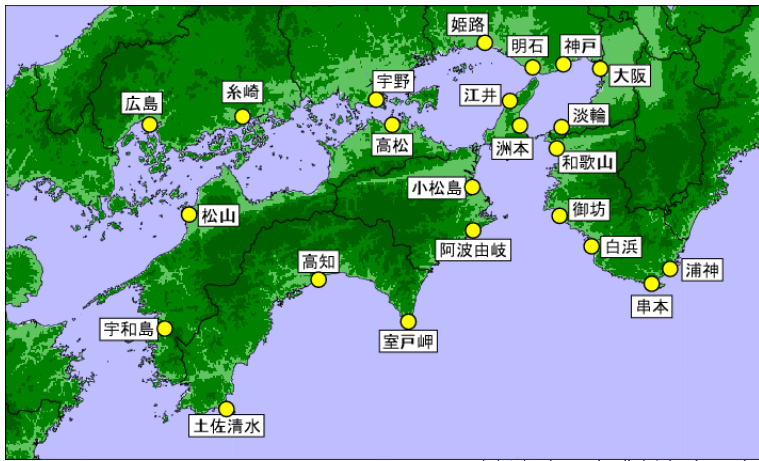 姫路
明石
神戸
大阪
宇野
江井
糸崎
広島
高松
洲本
淡輪
和歌山
小松島
松山
御坊
阿波由岐
白浜
高知
浦神
串本
宇和島
室戸岬
土佐清水